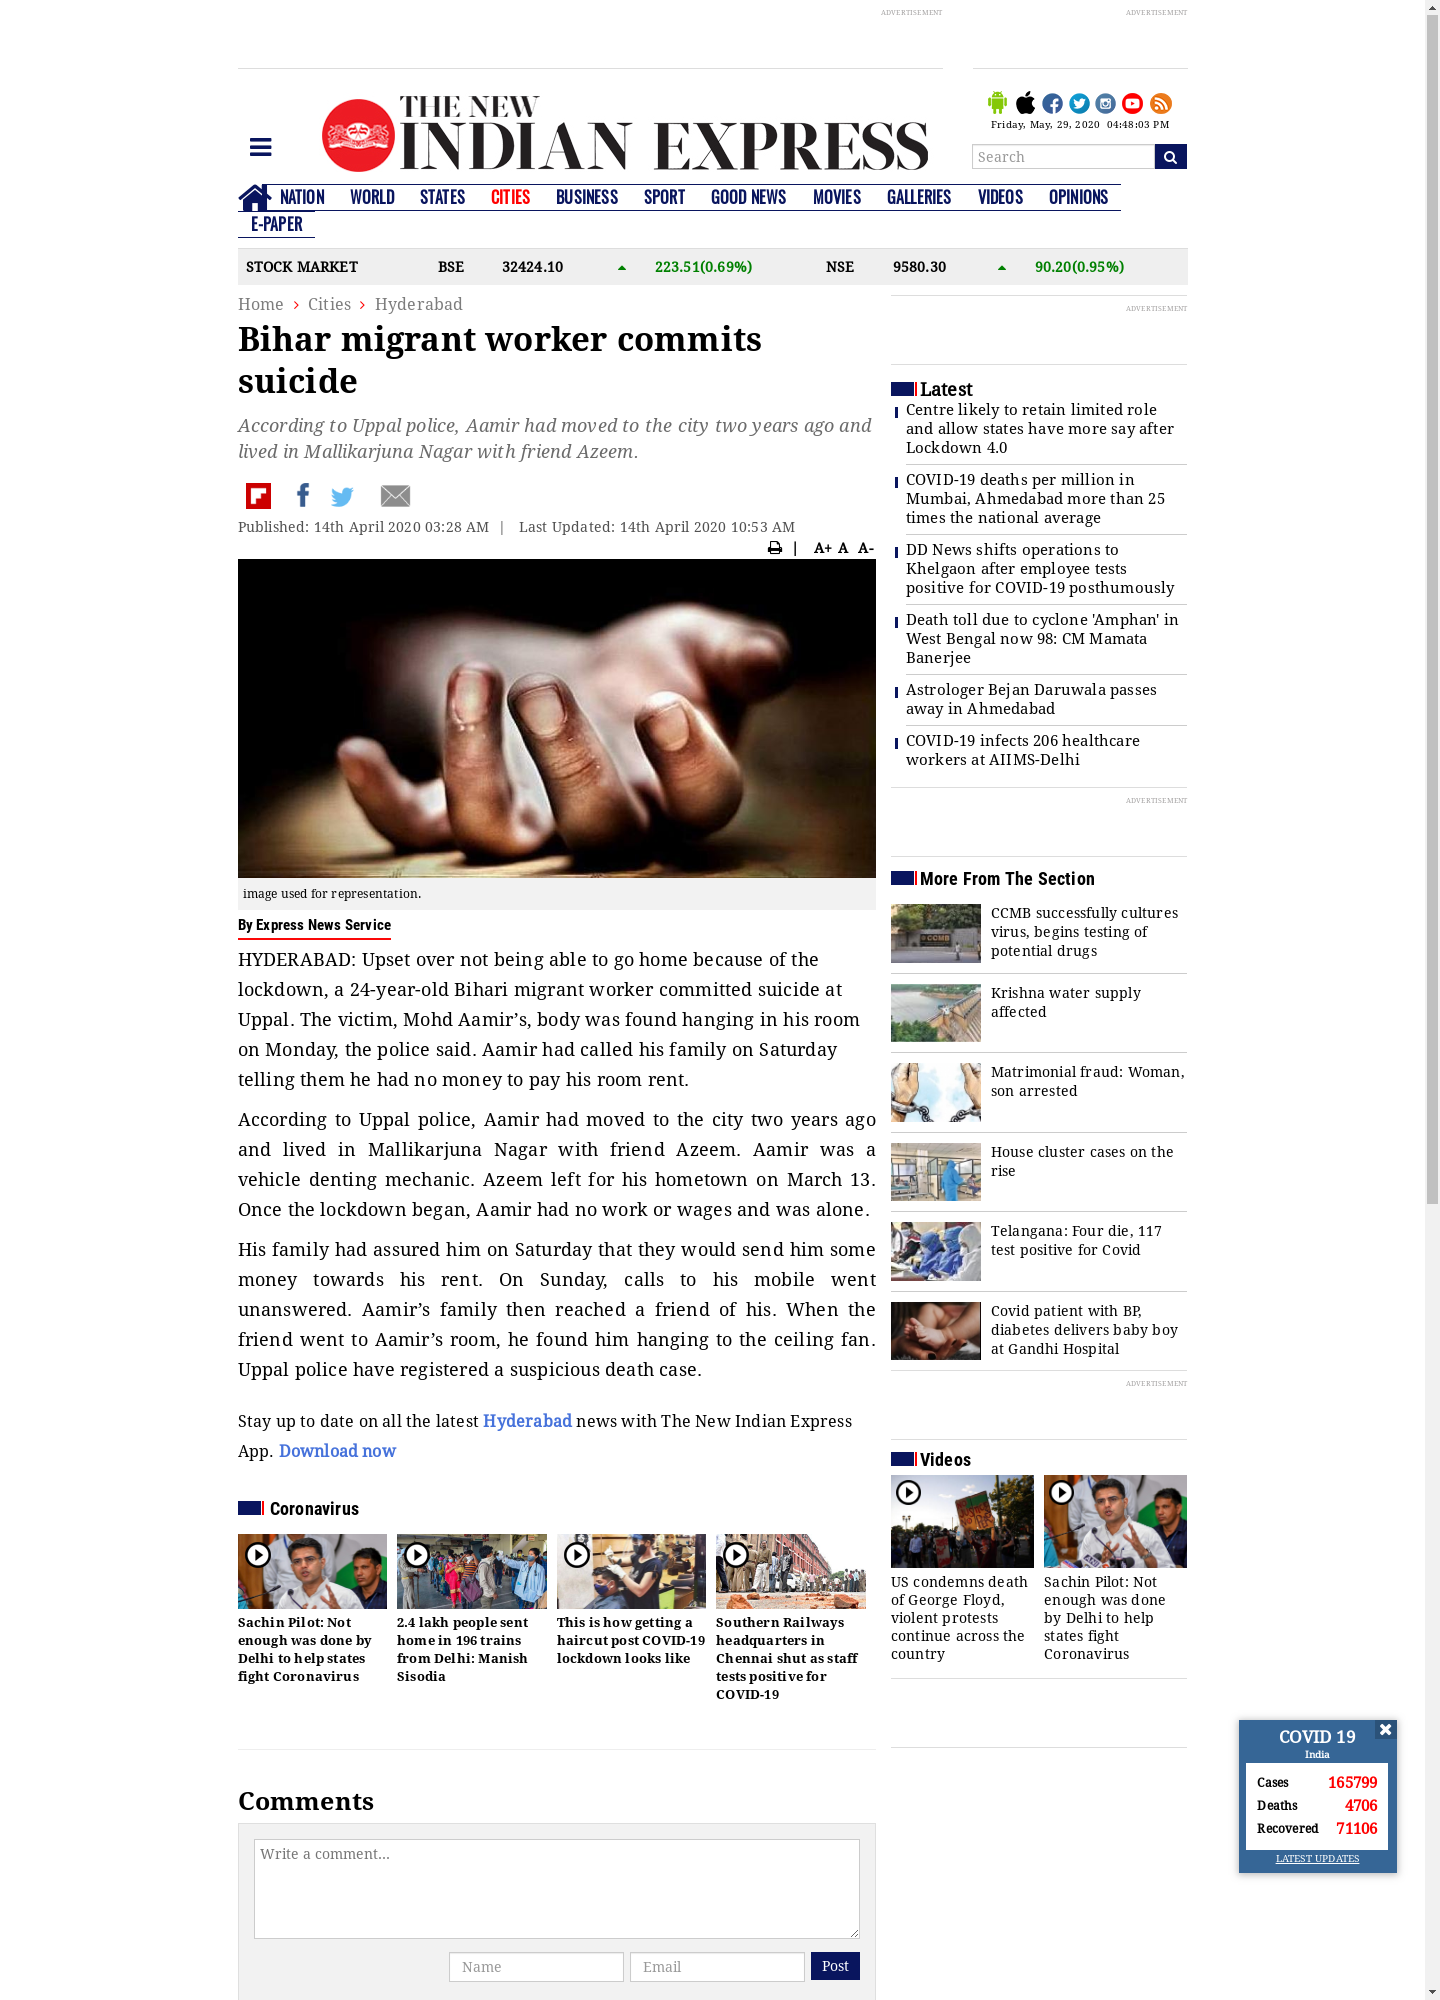 ADVERTISEMENT
ADVERTISEMENT
THE NEW
INDIAN EXPRESS
Friday, May, 29, 2020 04:48:03 PM
Search
NATION WORLD STATES CITIES BUSINESS SPORT GOOD NEWS MOVIES GALLERIES VIDEOS OPINIONS
E-PAPER
STOCK MARKET BSE 32424.10 223.51(0.69%) NSE 9580.30 90.20(0.95%)
Home Cities Hyderabad
Bihar migrant worker commits
suicide
According to Uppal police, Aamir had moved to the city two years ago and
lived in Mallikarjuna Nagar with friend Azeem.
Published: 14th April 2020 03:28 AM | Last Updated: 14th April 2020 10:53 AM
| A+ A A-
image used for representation.
By Express News Service
HYDERABAD: Upset over not being able to go home because of the
lockdown, a 24-year-old Bihari migrant worker committed suicide at
Uppal. The victim, Mohd Aamir’s, body was found hanging in his room
on Monday, the police said. Aamir had called his family on Saturday
telling them he had no money to pay his room rent.
According to Uppal police, Aamir had moved to the city two years ago
and lived in Mallikarjuna Nagar with friend Azeem. Aamir was a
vehicle denting mechanic. Azeem left for his hometown on March 13.
Once the lockdown began, Aamir had no work or wages and was alone.
His family had assured him on Saturday that they would send him some
money towards his rent. On Sunday, calls to his mobile went
unanswered. Aamir’s family then reached a friend of his. When the
friend went to Aamir’s room, he found him hanging to the ceiling fan.
Uppal police have registered a suspicious death case.
Stay up to date on all the latest Hyderabad news with The New Indian Express
App. Download now
Coronavirus
Sachin Pilot: Not
enough was done by
Delhi to help states
fight Coronavirus
2.4 lakh people sent
home in 196 trains
from Delhi: Manish
Sisodia
This is how getting a
haircut post COVID-19
lockdown looks like
Southern Railways
headquarters in
Chennai shut as staff
tests positive for
COVID-19
Comments
Write a comment...
Name Email Post
ADVERTISEMENT
Latest
Centre likely to retain limited role
and allow states have more say after
Lockdown 4.0
COVID-19 deaths per million in
Mumbai, Ahmedabad more than 25
times the national average
DD News shifts operations to
Khelgaon after employee tests
positive for COVID-19 posthumously
Death toll due to cyclone 'Amphan' in
West Bengal now 98: CM Mamata
Banerjee
Astrologer Bejan Daruwala passes
away in Ahmedabad
COVID-19 infects 206 healthcare
workers at AIIMS-Delhi
ADVERTISEMENT
More From The Section
CCMB
CCMB successfully cultures
virus, begins testing of
potential drugs
Krishna water supply
affected
Matrimonial fraud: Woman,
son arrested
House cluster cases on the
rise
Telangana: Four die, 117
test positive for Covid
Covid patient with BP,
diabetes delivers baby boy
at Gandhi Hospital
ADVERTISEMENT
Videos
US condemns death
of George Floyd,
violent protests
continue across the
country
Sachin Pilot: Not
enough was done
by Delhi to help
states fight
Coronavirus
COVID 19
India
Cases 165799
Deaths 4706
Recovered 71106
LATEST UPDATES